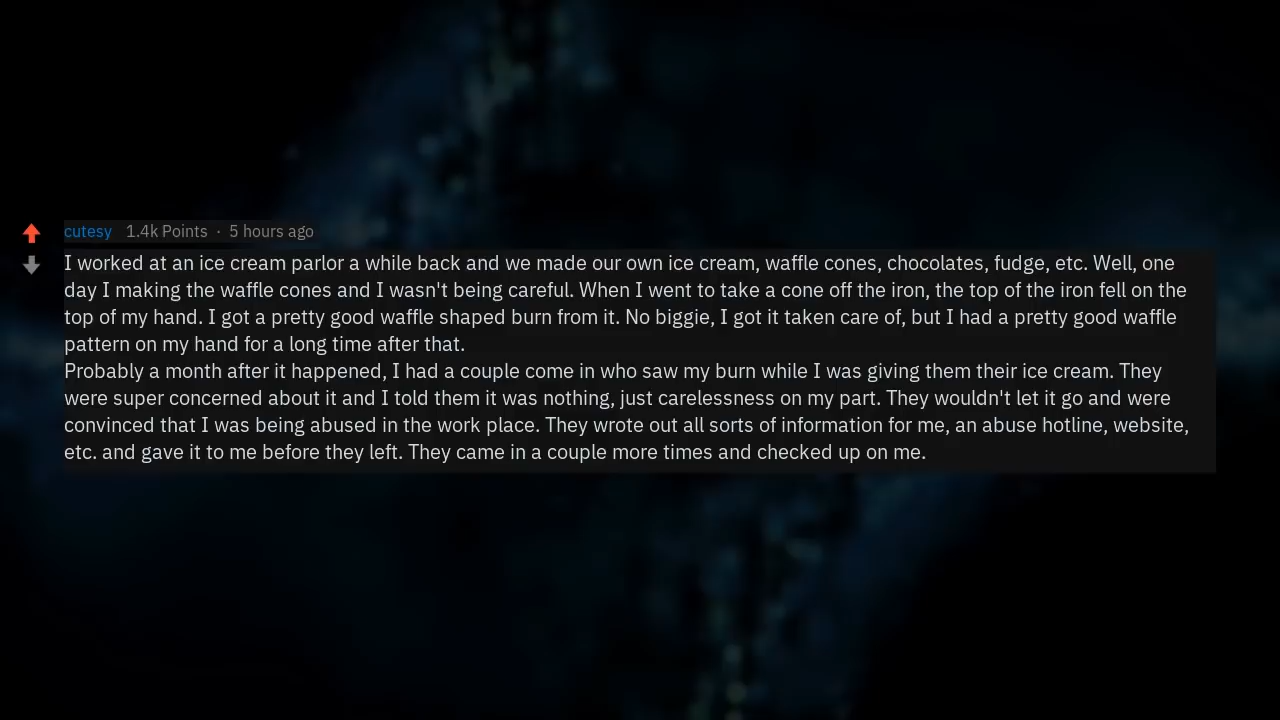 cutesy 1.4k Points · 5 hours ago
I worked at an ice cream parlor a while back and we made our own ice cream, waffle cones, chocolates, fudge, etc. Well, one
day I making the waffle cones and I wasn't being careful. When I went to take a cone off the iron, the top of the iron fell on the
top of my hand. I got a pretty good waffle shaped burn from it. No biggie, I got it taken care of, but I had a pretty good waffle
pattern on my hand for a long time after that.
Probably a month after it happened, I had a couple come in who saw my burn while I was giving them their ice cream. They
were super concerned about it and I told them it was nothing, just carelessness on my part. They wouldn't let it go and were
convinced that I was being abused in the work place. They wrote out all sorts of information for me, an abuse hotline, website,
etc. and gave it to me before they left. They came in a couple more times and checked up on me.